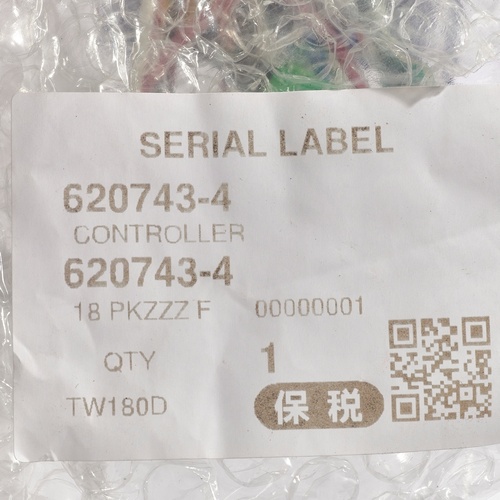 SERIAL LABEL
620743-4
CONTROLLER
620743-4
18 PKZZZ F 00000001
QTY 1
TW180D 保税